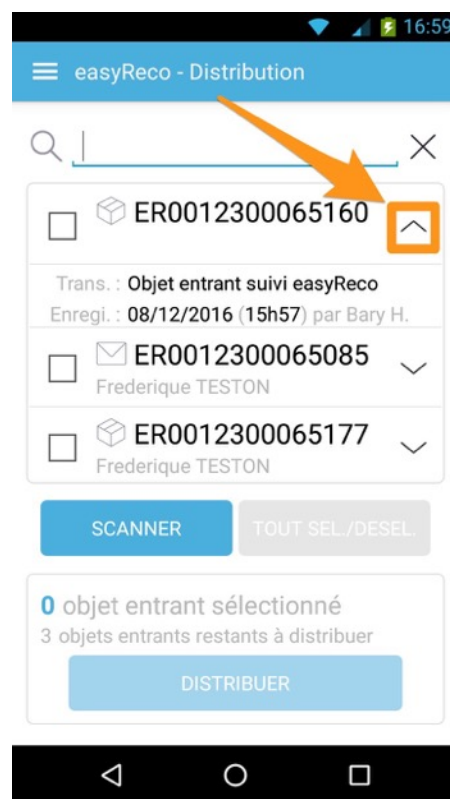 16:59
easyReco - Distribution
ER0012300065160
Trans. : Objet entrant suivi easyReco
Enregi. : 08/12/2016 (15h57) par Bary H.
ER0012300065085
Frederique TESTON
ER0012300065177
Frederique TESTON
SCANNER
TOUT SEL./DESEL.
0 objet entrant sélectionné
3 objets entrants restants à distribuer
DISTRIBUER